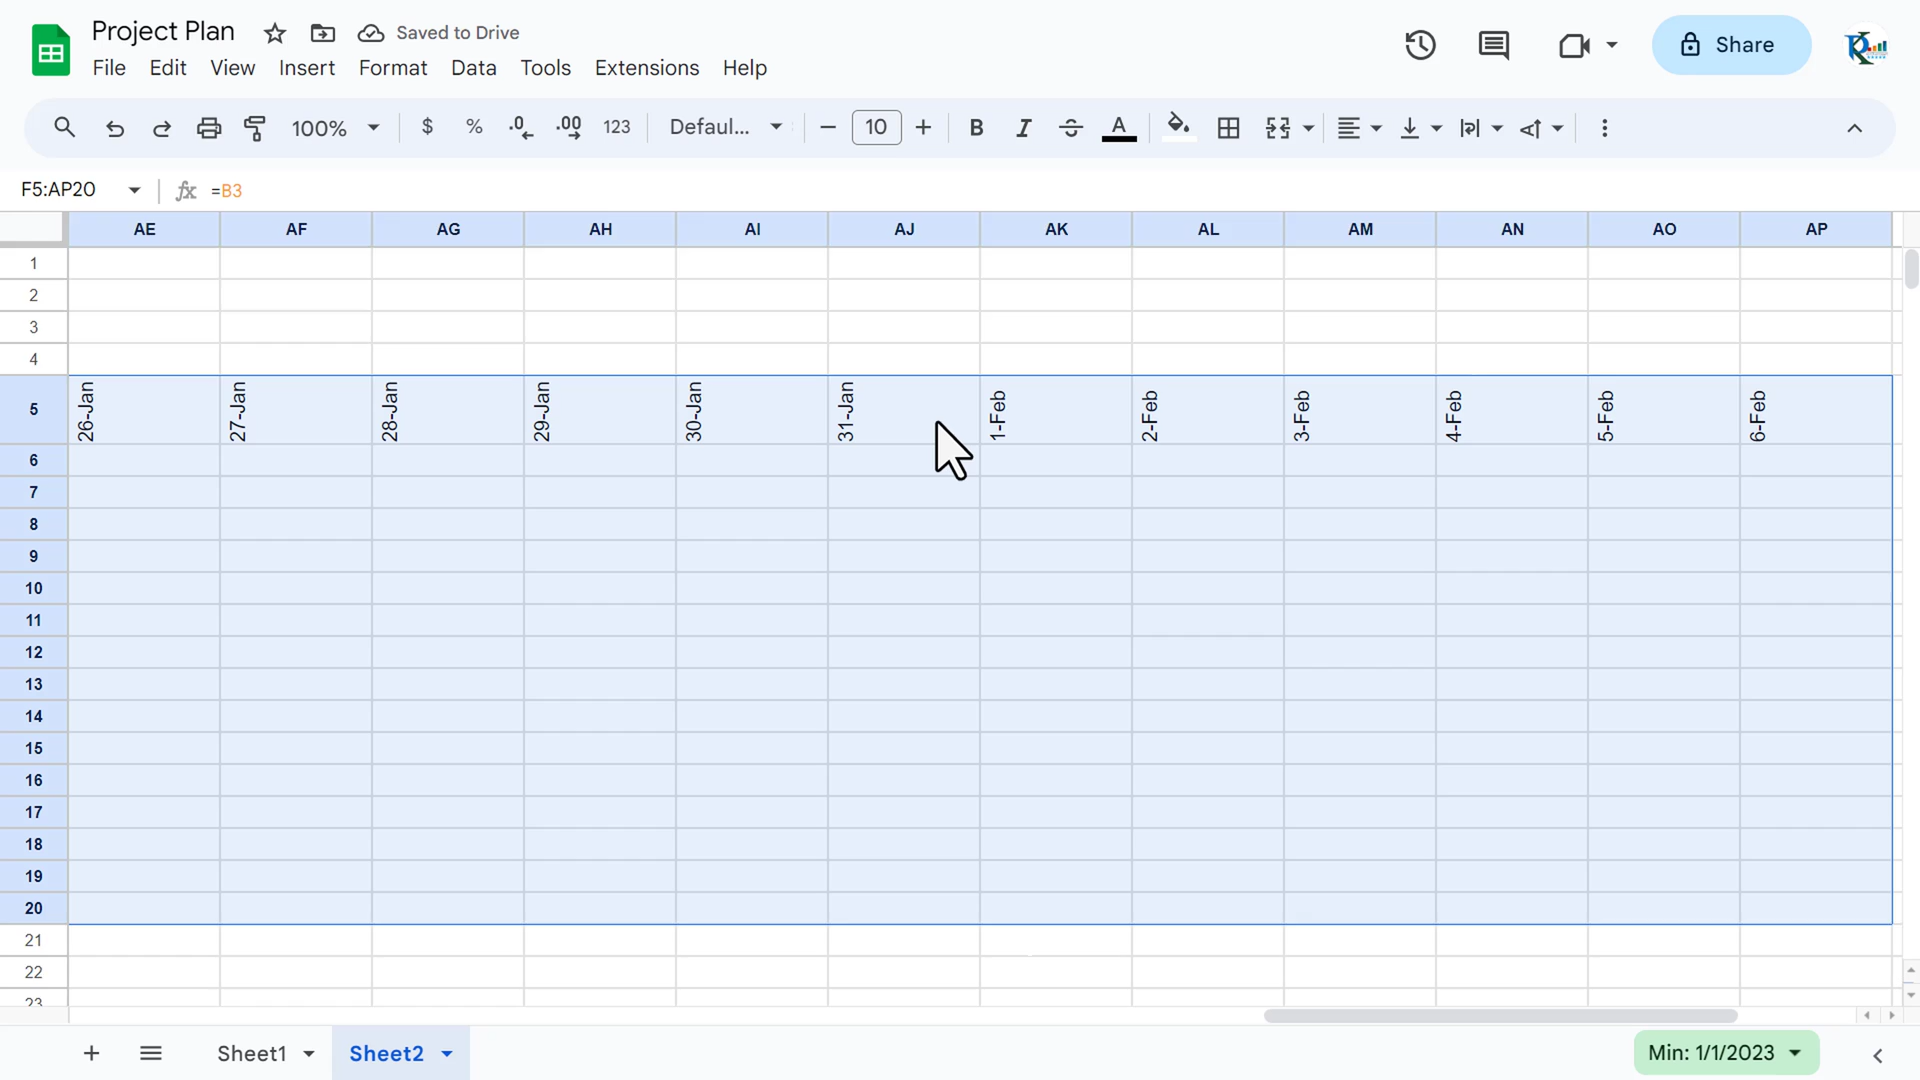 Project Plan Saved to Drive
File Edit View Insert Format Data Tools Extensions Help
Share
100% $ % .0 .00 123 Defaul... 10 B I A
F5:AP20 fx =B3
AE AF AG AH AI AJ AK AL AM AN AO AP
1
2
3
4
5 26-Jan 27-Jan 28-Jan 29-Jan 30-Jan 31-Jan 1-Feb 2-Feb 3-Feb 4-Feb 5-Feb 6-Feb
6
7
8
9
10
11
12
13
14
15
16
17
18
19
20
21
22
23
Sheet1 Sheet2 Min: 1/1/2023